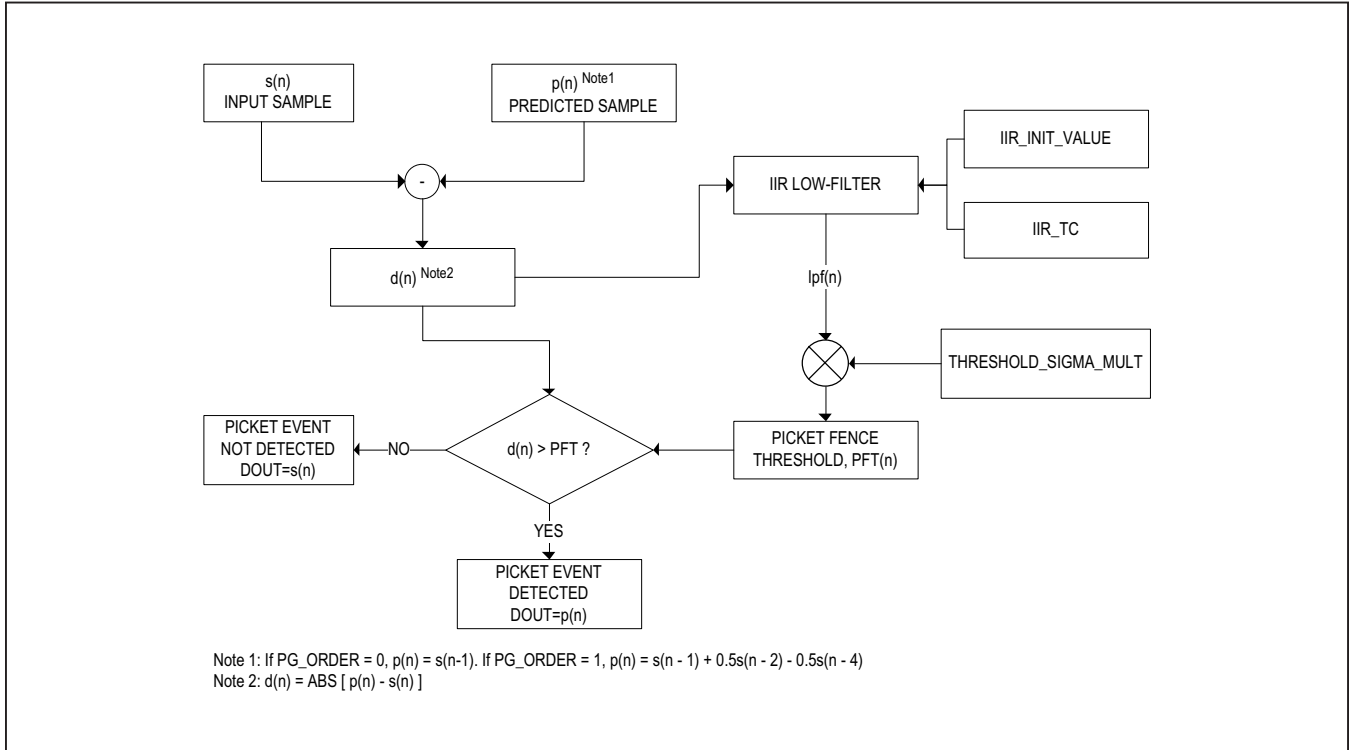 s(n)
INPUT SAMPLE
p(n) Note1
PREDICTED SAMPLE
-
IIR LOW-FILTER
IIR_INIT_VALUE
IIR_TC
d(n) Note2
lpf(n)
THRESHOLD_SIGMA_MULT
PICKET EVENT
NOT DETECTED
DOUT=s(n)
NO
d(n) > PFT ?
PICKET FENCE
THRESHOLD, PFT(n)
YES
PICKET EVENT
DETECTED
DOUT=p(n)
Note 1: If PG_ORDER = 0, p(n) = s(n-1). If PG_ORDER = 1, p(n) = s(n - 1) + 0.5s(n - 2) - 0.5s(n - 4)
Note 2: d(n) = ABS [ p(n) - s(n) ]